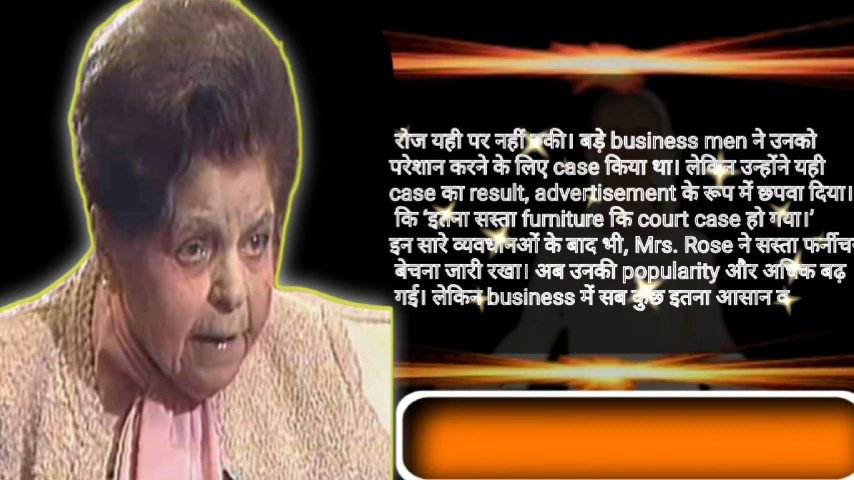 रोज यही पर नहीं रुकी। बड़े business men ने उनको
परेशान करने के लिए case किया था। लेकिन उन्होंने यही
case का result, advertisement के रूप में छपवा दिया।
कि ‘इतना सस्ता furniture कि court case हो गया।’
इन सारे व्यवधानओं के बाद भी, Mrs. Rose ने सस्ता
बेचना जारी रखा। अब उनकी popularity और अधिक बढ़
गई। लेकिन business में सब कुछ इतना आसान